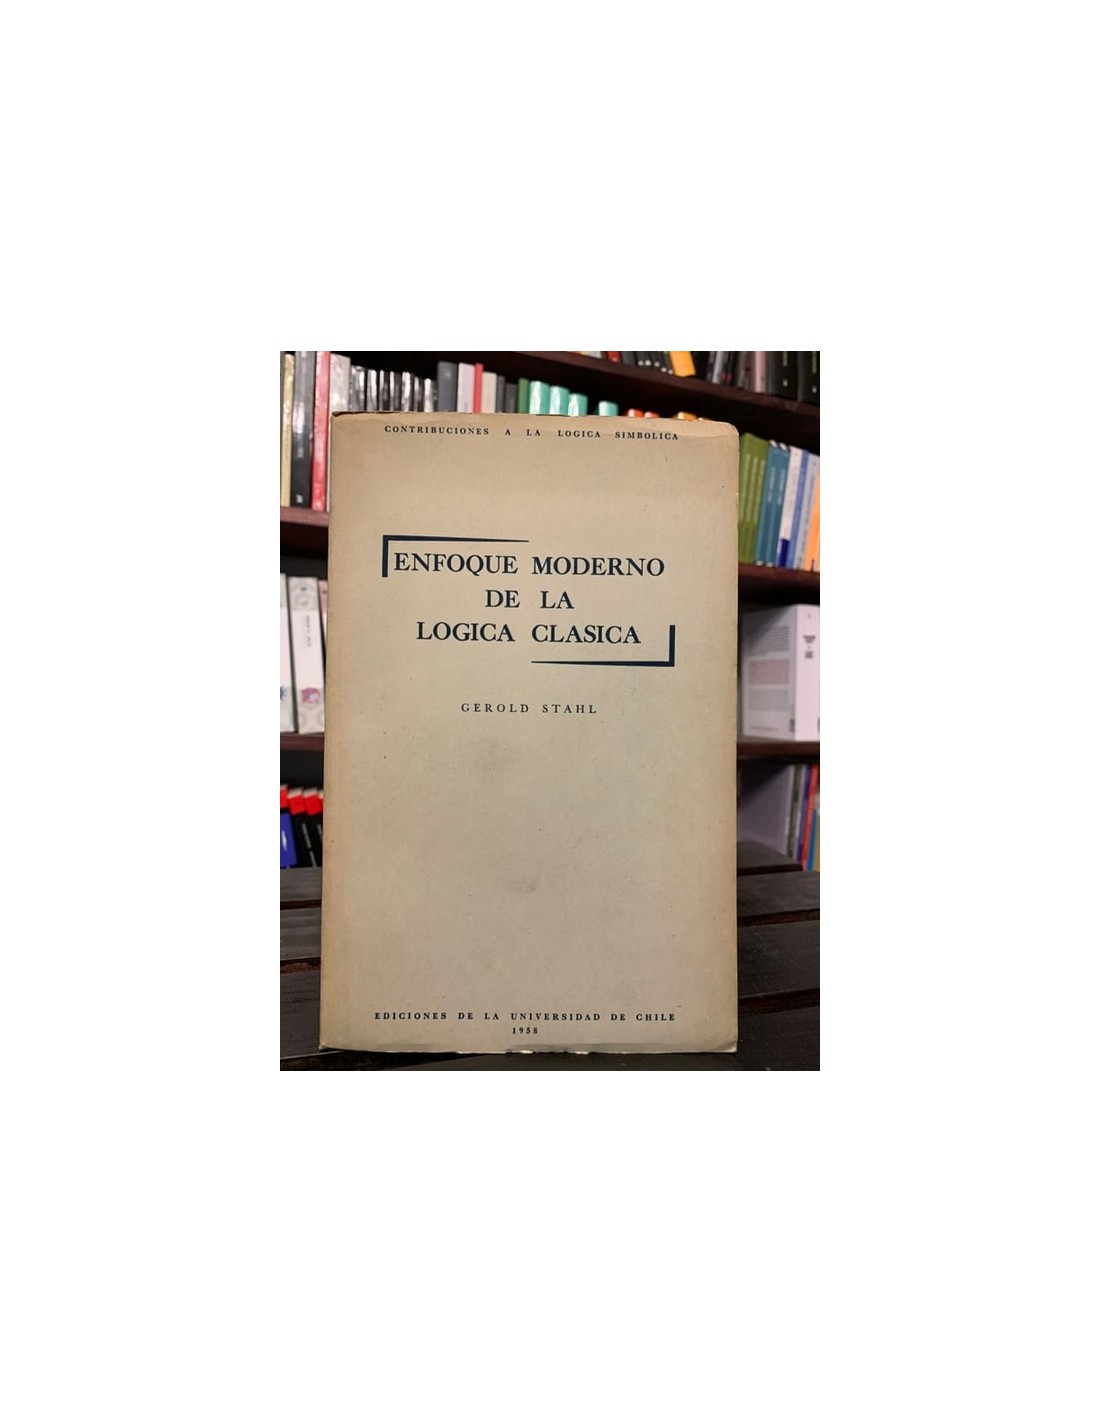 CONTRIBUCIONES A LA LOGICA SIMBOLICA
ENFOQUE MODERNO
DE LA
LOGICA CLASICA
GEROLD STAHL
EDICIONES DE LA UNIVERSIDAD DE CHILE
1958